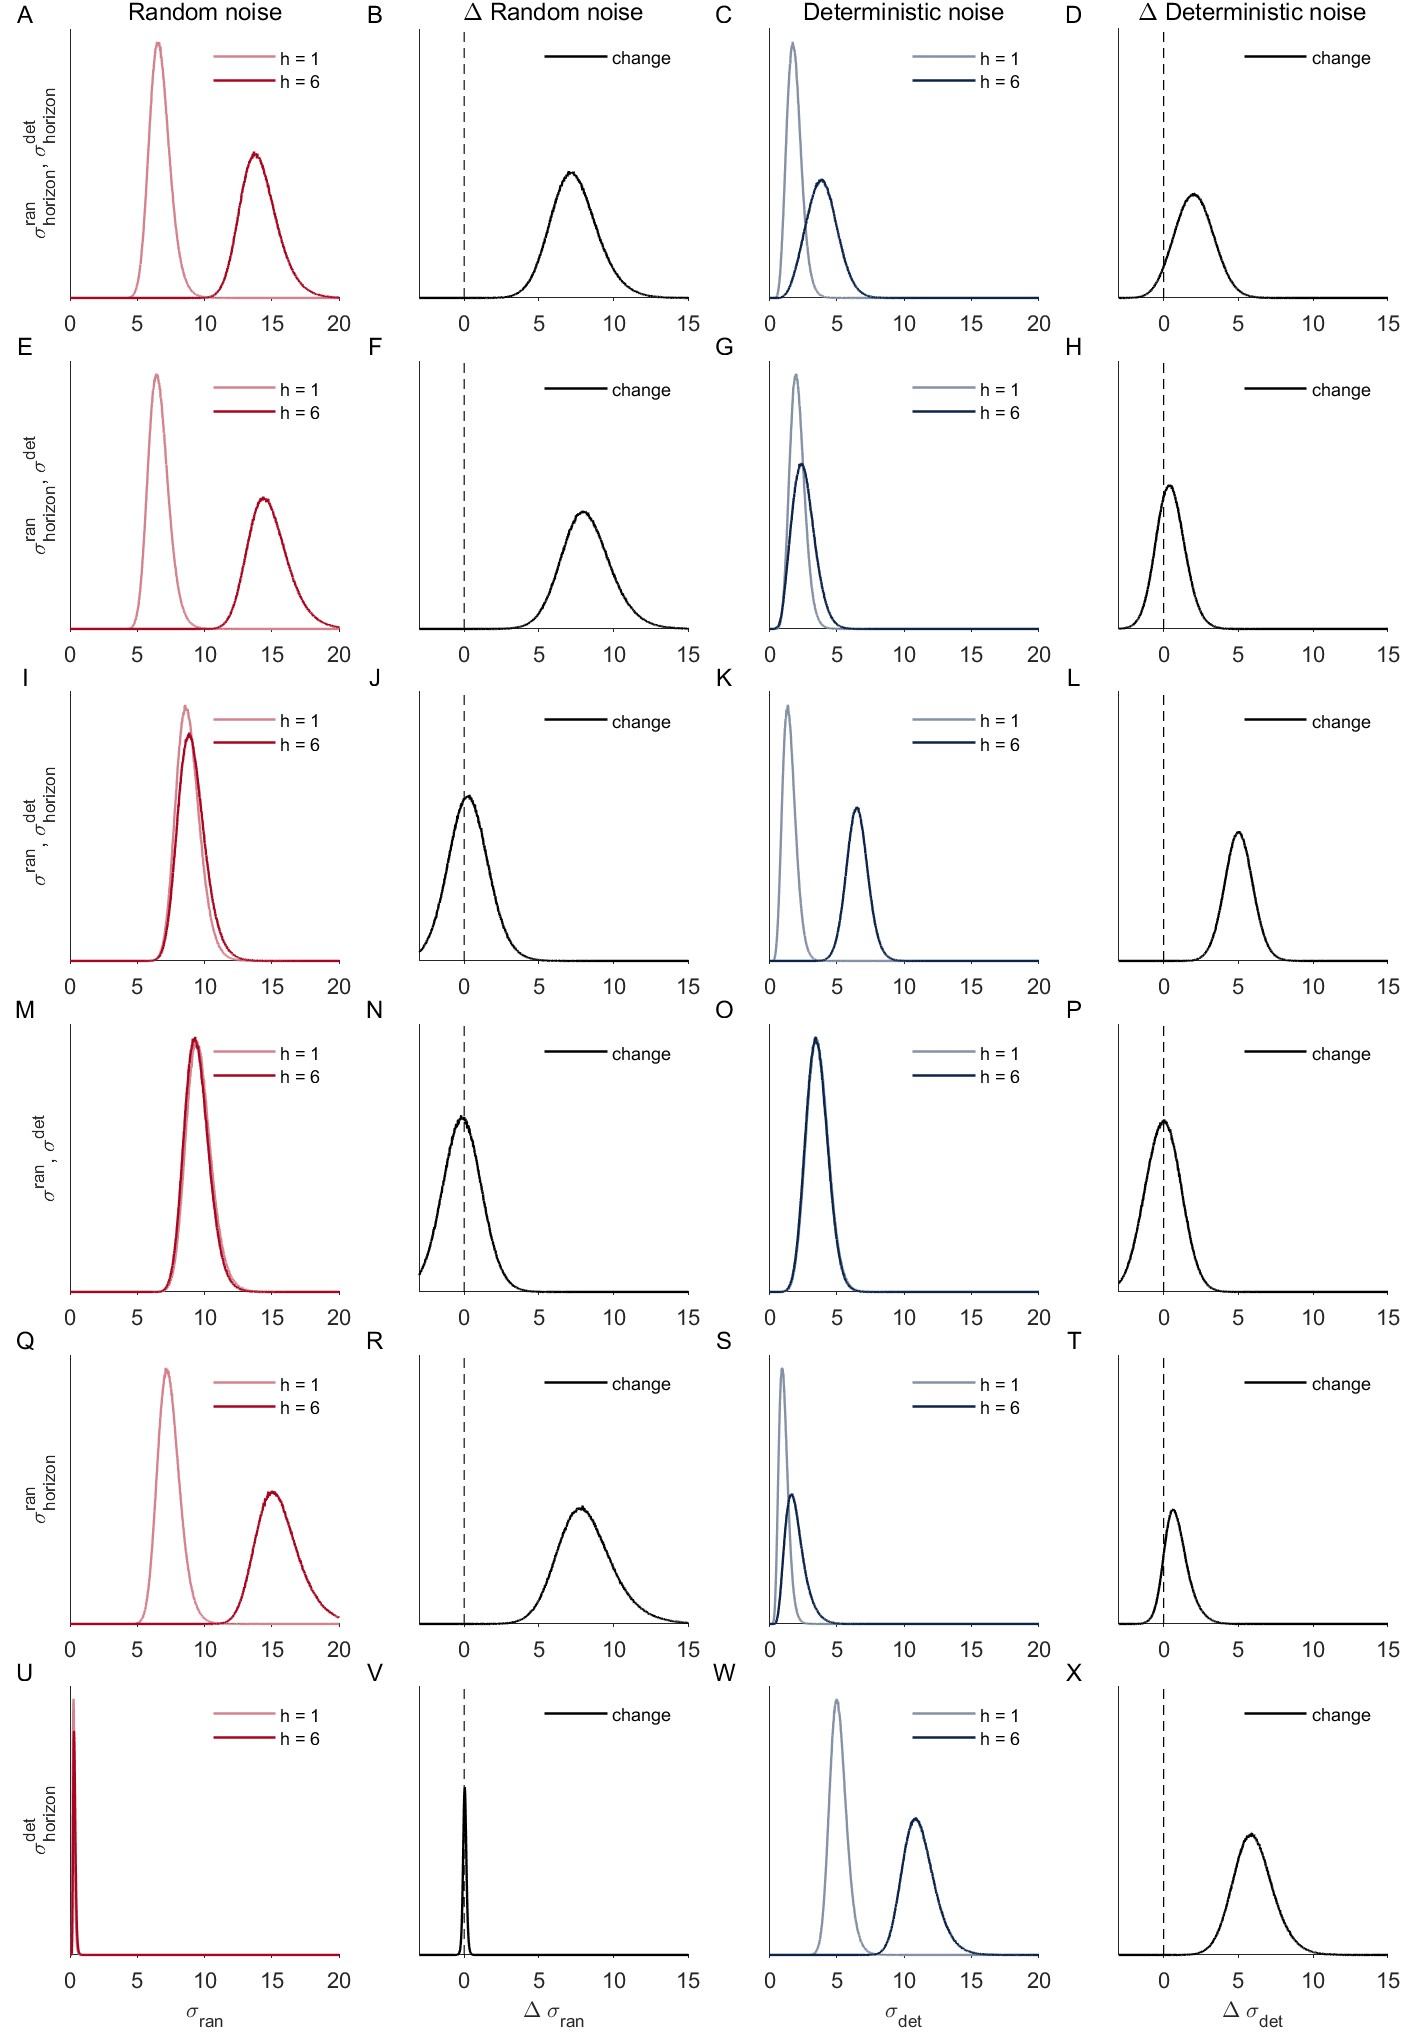 A Random noise B Δ Random noise C Deterministic noise D Δ Deterministic noise
h = 1 change h = 1 change
h = 6 h = 6
σ^ran_horizon, σ^det_horizon
0 5 10 15 20 0 5 10 15 0 5 10 15 20 0 5 10 15
E F G H
h = 1 change h = 1 change
h = 6 h = 6
σ^ran_horizon, σ^det
0 5 10 15 20 0 5 10 15 0 5 10 15 20 0 5 10 15
I J K L
h = 1 change h = 1 change
h = 6 h = 6
σ^ran, σ^det_horizon
0 5 10 15 20 0 5 10 15 0 5 10 15 20 0 5 10 15
M N O P
h = 1 change h = 1 change
h = 6 h = 6
σ^ran, σ^det
0 5 10 15 20 0 5 10 15 0 5 10 15 20 0 5 10 15
Q R S T
h = 1 change h = 1 change
h = 6 h = 6
σ^ran_horizon
0 5 10 15 20 0 5 10 15 0 5 10 15 20 0 5 10 15
U V W X
h = 1 change h = 1 change
h = 6 h = 6
σ^det_horizon
0 5 10 15 20 0 5 10 15 0 5 10 15 20 0 5 10 15
σ_ran Δ σ_ran σ_det Δ σ_det